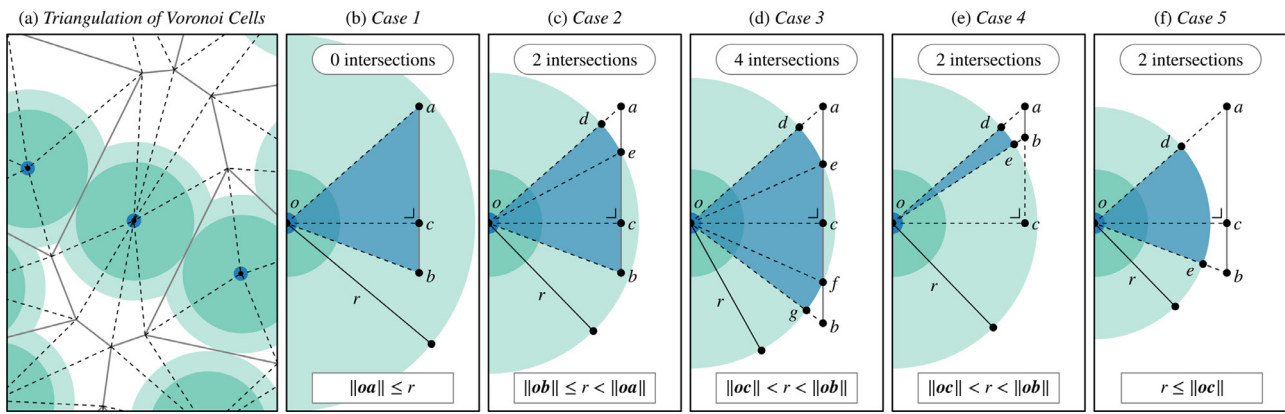 (a) Triangulation of Voronoi Cells
(b) Case 1
(c) Case 2
(d) Case 3
(e) Case 4
(f) Case 5
0 intersections
a
o
c
b
r
‖oa‖ ≤ r
2 intersections
a
d
e
o
c
b
r
‖ob‖ ≤ r < ‖oa‖
4 intersections
a
d
e
o
c
f
r
g
b
‖oc‖ < r < ‖ob‖
2 intersections
a
d
b
e
o
c
r
‖oc‖ < r < ‖ob‖
2 intersections
a
d
o
c
e
b
r
r ≤ ‖oc‖